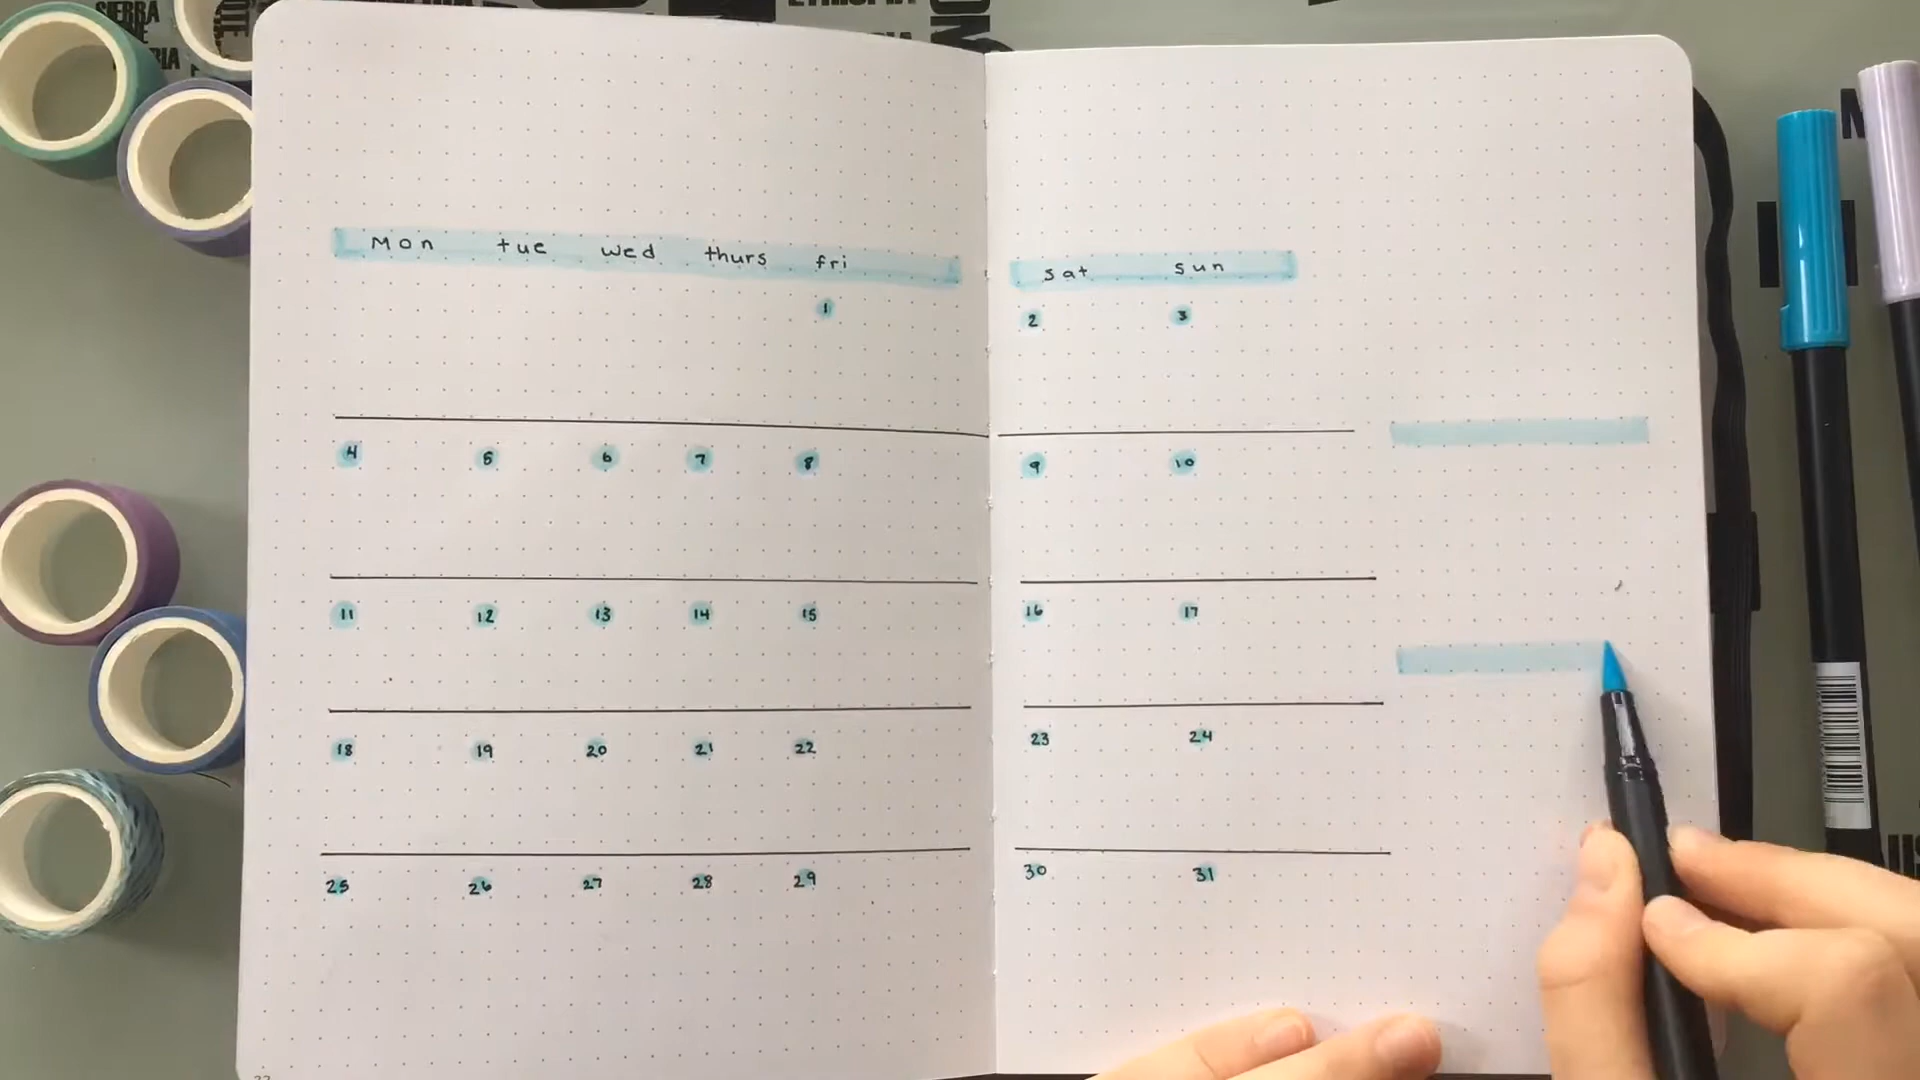 SIERRA
ETHIOPIA
Mon tue wed thurs fri sat sun
1 2 3
4 5 6 7 8 9 10
11 12 13 14 15 16 17
18 19 20 21 22 23 24
25 26 27 28 29 30 31